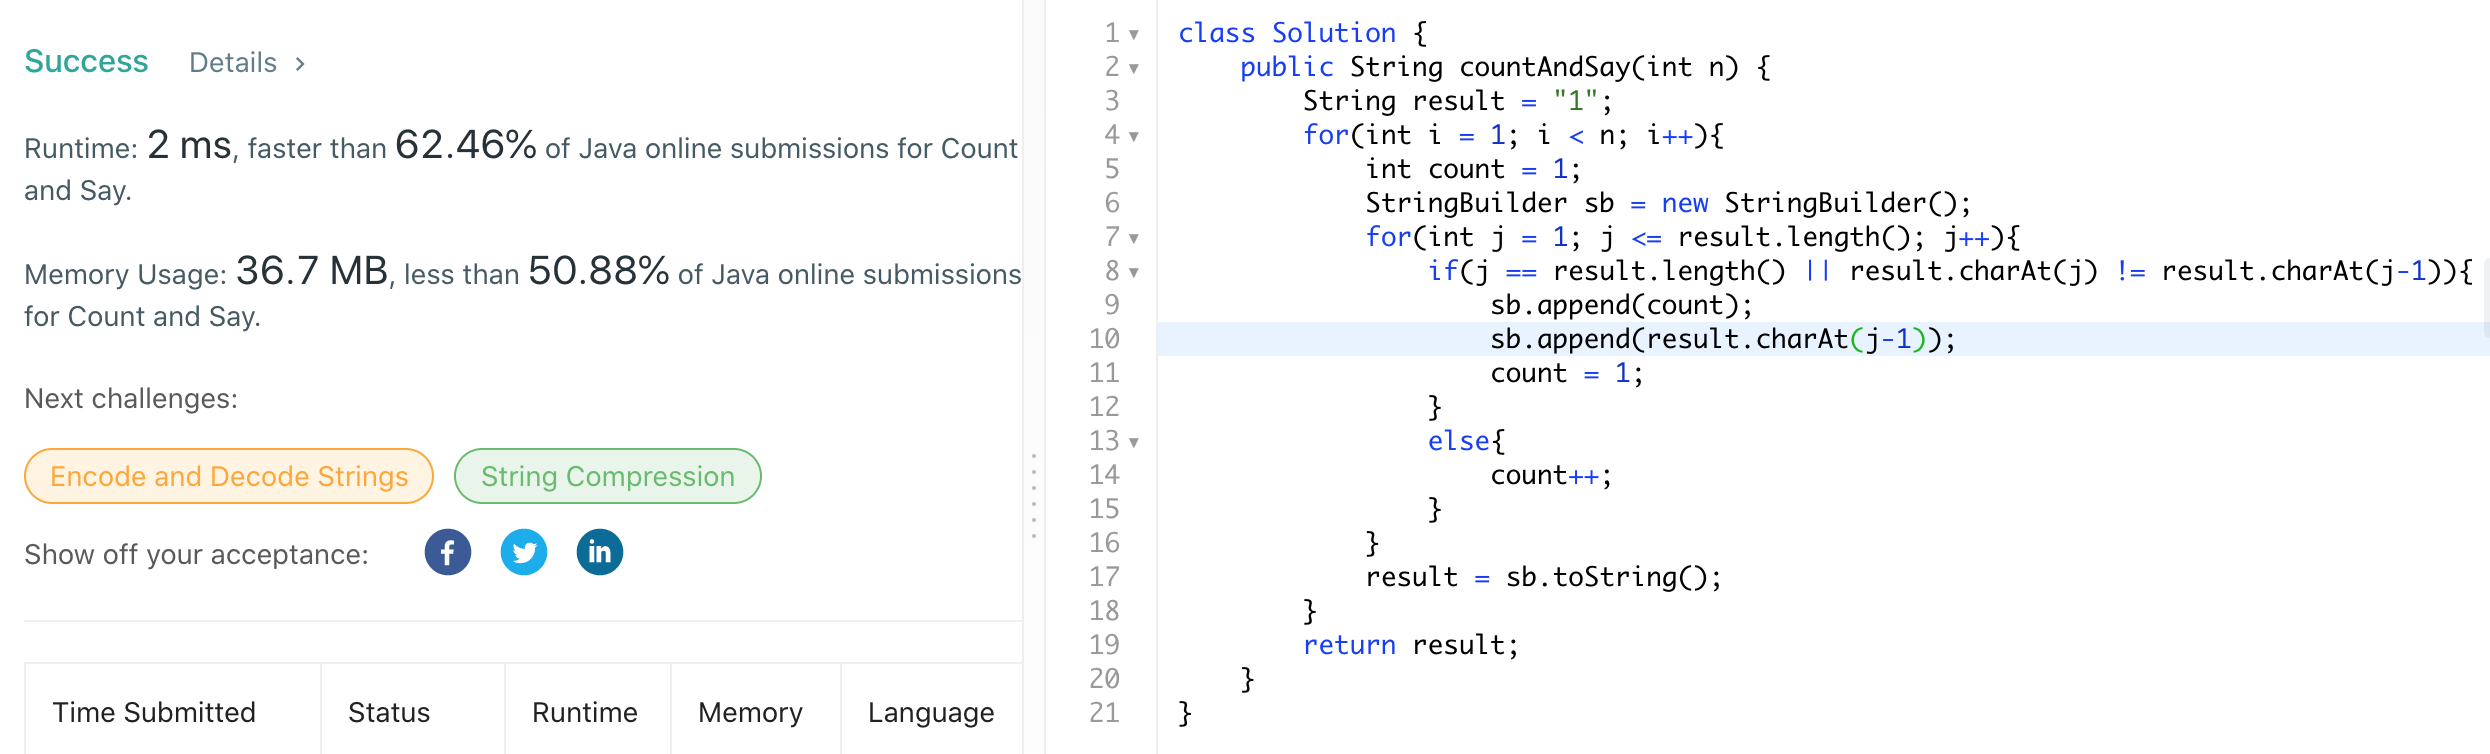 Success Details >
Runtime: 2 ms, faster than 62.46% of Java online submissions for Count
and Say.
Memory Usage: 36.7 MB, less than 50.88% of Java online submissions
for Count and Say.
Next challenges:
Encode and Decode Strings String Compression
Show off your acceptance: f in
Time Submitted Status Runtime Memory Language
1 class Solution {
2     public String countAndSay(int n) {
3         String result = "1";
4         for(int i = 1; i < n; i++){
5             int count = 1;
6             StringBuilder sb = new StringBuilder();
7             for(int j = 1; j <= result.length(); j++){
8                 if(j == result.length() || result.charAt(j) != result.charAt(j-1)){
9                     sb.append(count);
10                     sb.append(result.charAt(j-1));
11                     count = 1;
12                 }
13                 else{
14                     count++;
15                 }
16             }
17             result = sb.toString();
18         }
19         return result;
20     }
21 }